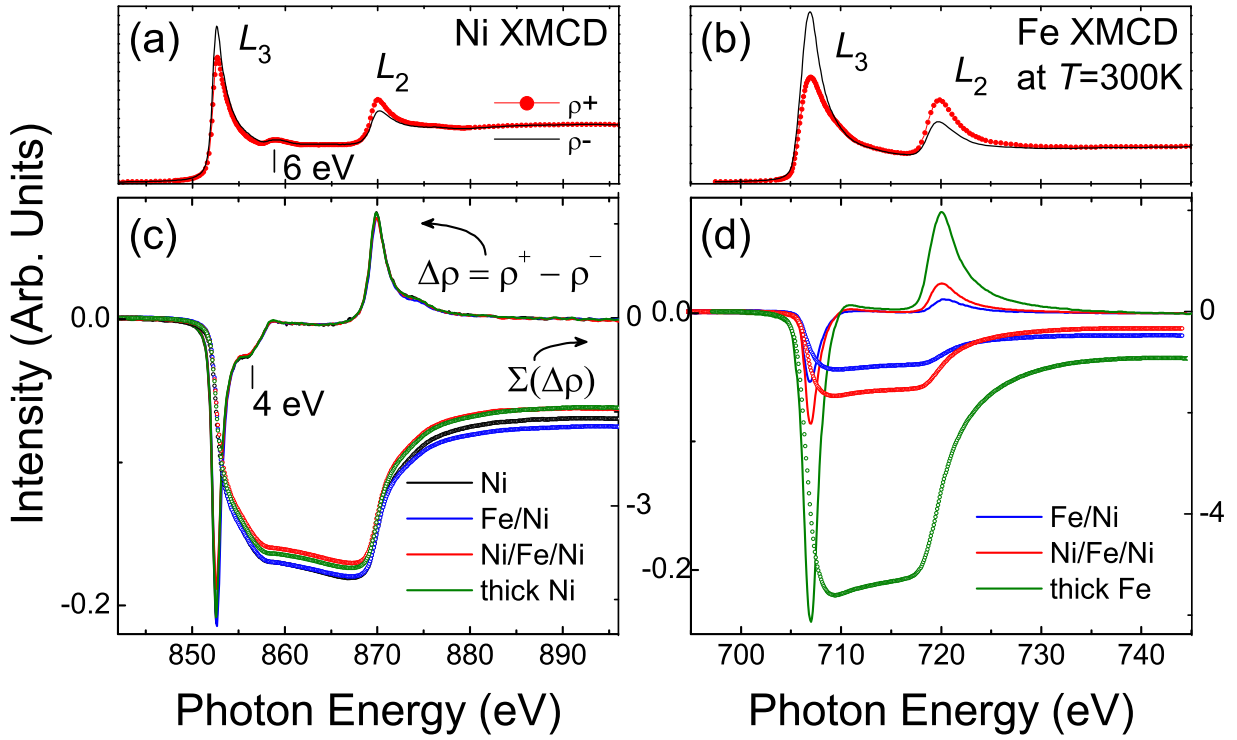 (a)
L3
L2
Ni XMCD
ρ+
ρ-
6 eV
(b)
L3
L2
Fe XMCD
at T=300K
(c)
Δρ = ρ+ − ρ−
Σ(Δρ)
4 eV
Ni
Fe/Ni
Ni/Fe/Ni
thick Ni
0.0
-0.2
0
-3
850 860 870 880 890
Photon Energy (eV)
Intensity (Arb. Units)
(d)
Fe/Ni
Ni/Fe/Ni
thick Fe
0.0
-0.2
0
-4
700 710 720 730 740
Photon Energy (eV)